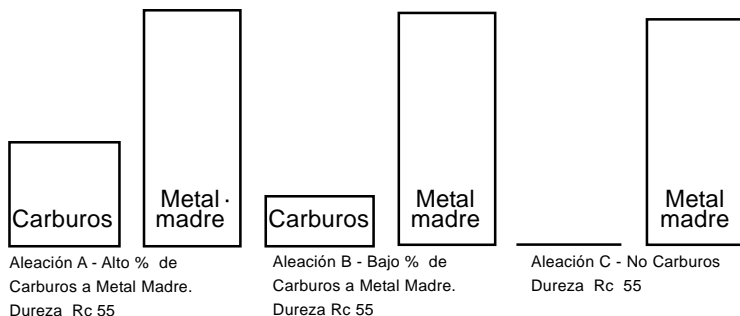 Carburos
Metal
madre
Carburos
Metal
madre
Metal
madre
Aleación A - Alto % de
Carburos a Metal Madre.
Dureza Rc 55
Aleación B - Bajo % de
Carburos a Metal Madre.
Dureza Rc 55
Aleación C - No Carburos
Dureza Rc 55